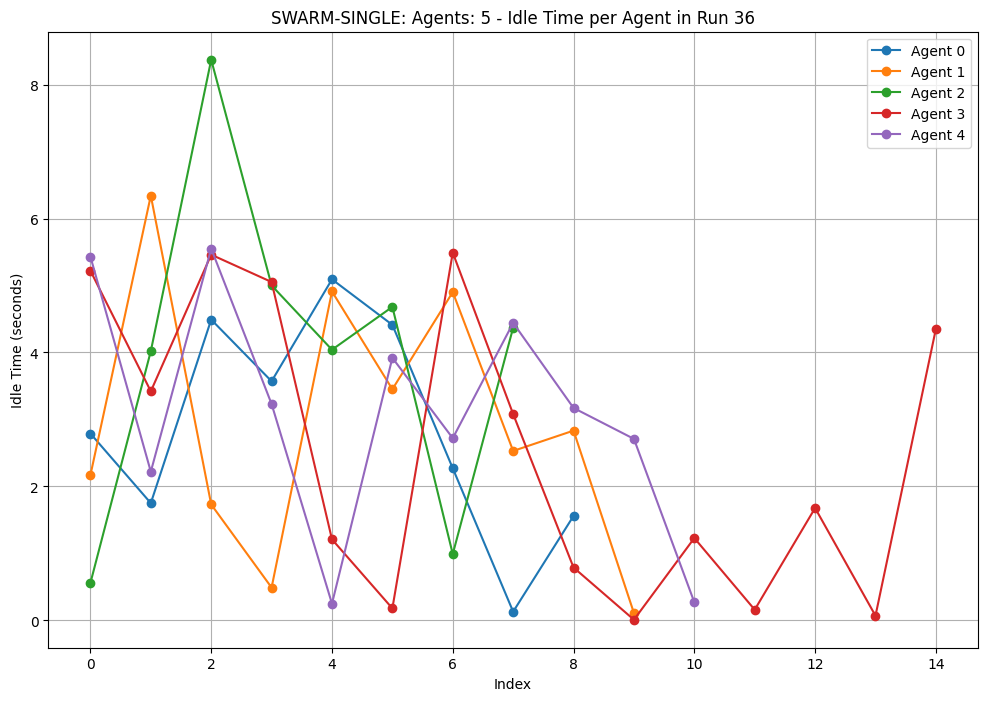 SWARM-SINGLE: Agents: 5 - Idle Time per Agent in Run 36
Agent 0
Agent 1
Agent 2
Agent 3
Agent 4
Idle Time (seconds)
8
6
4
2
0
0 2 4 6 8 10 12 14
Index